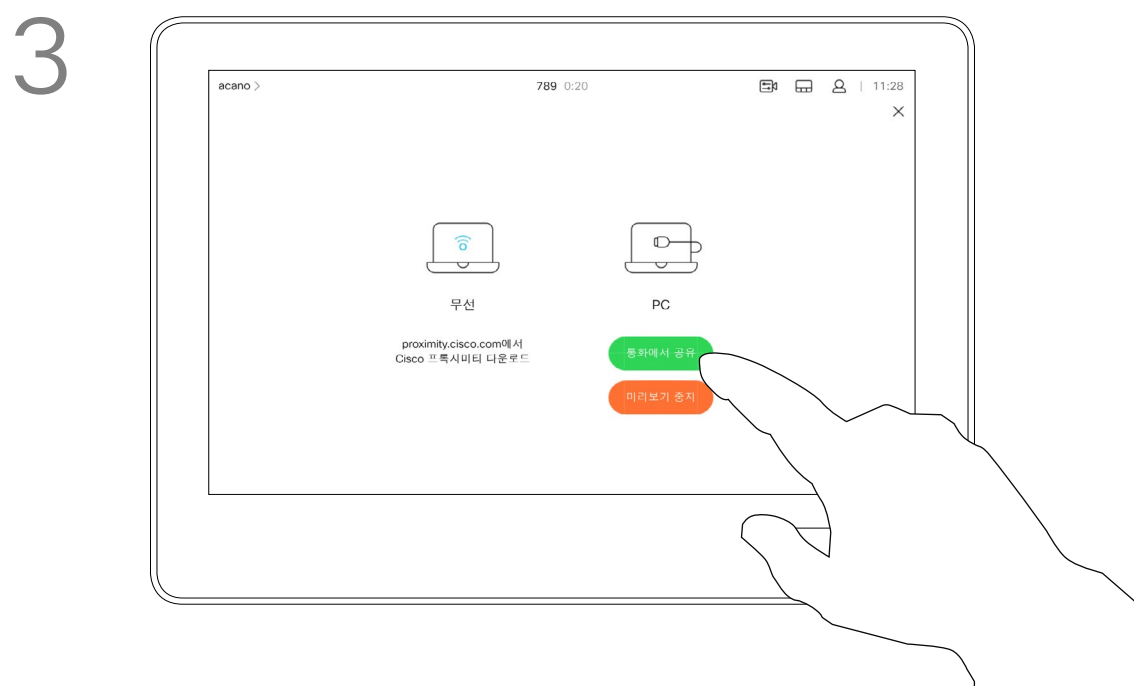 3
acano > 789 0:20 | 11:28
무선 PC
proximity.cisco.com에서
Cisco 프록시미티 다운로드
통화에서 공유
미리보기 중지